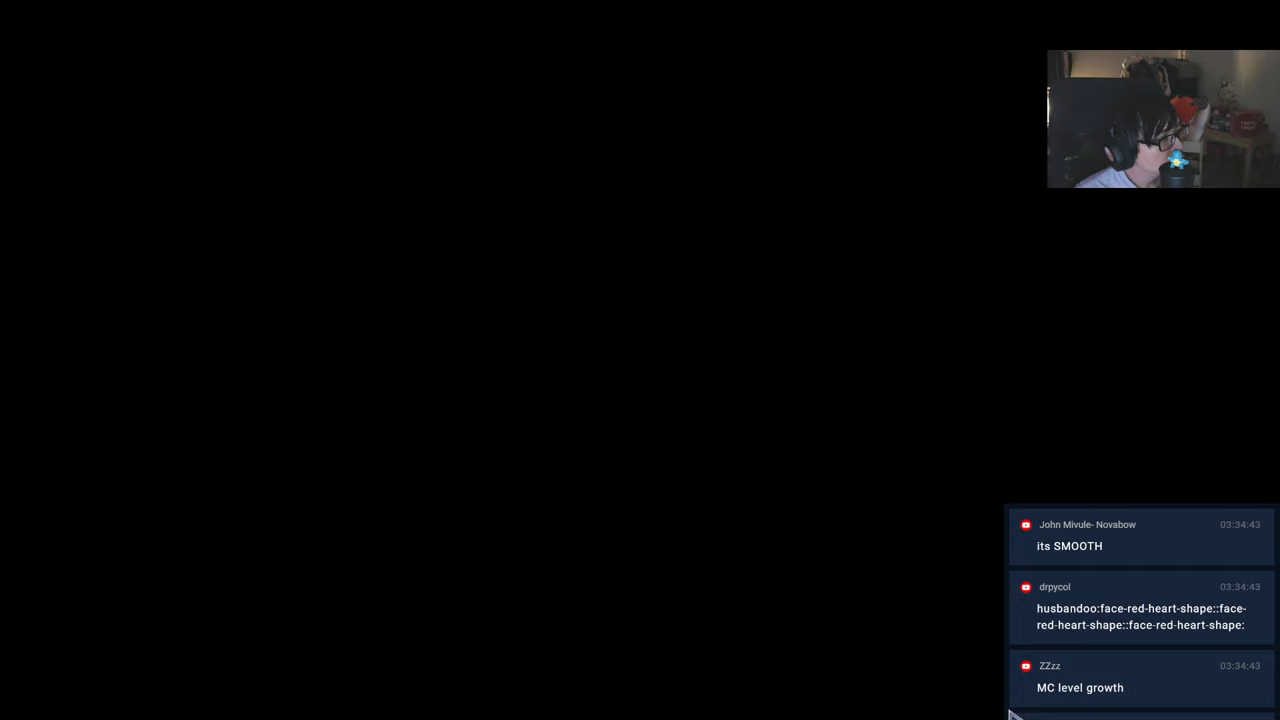 John Mivule- Novabow 03:34:43
its SMOOTH
drpycol 03:34:43
husbandoo:face-red-heart-shape::face-
red-heart-shape::face-red-heart-shape:
ZZzz 03:34:43
MC level growth